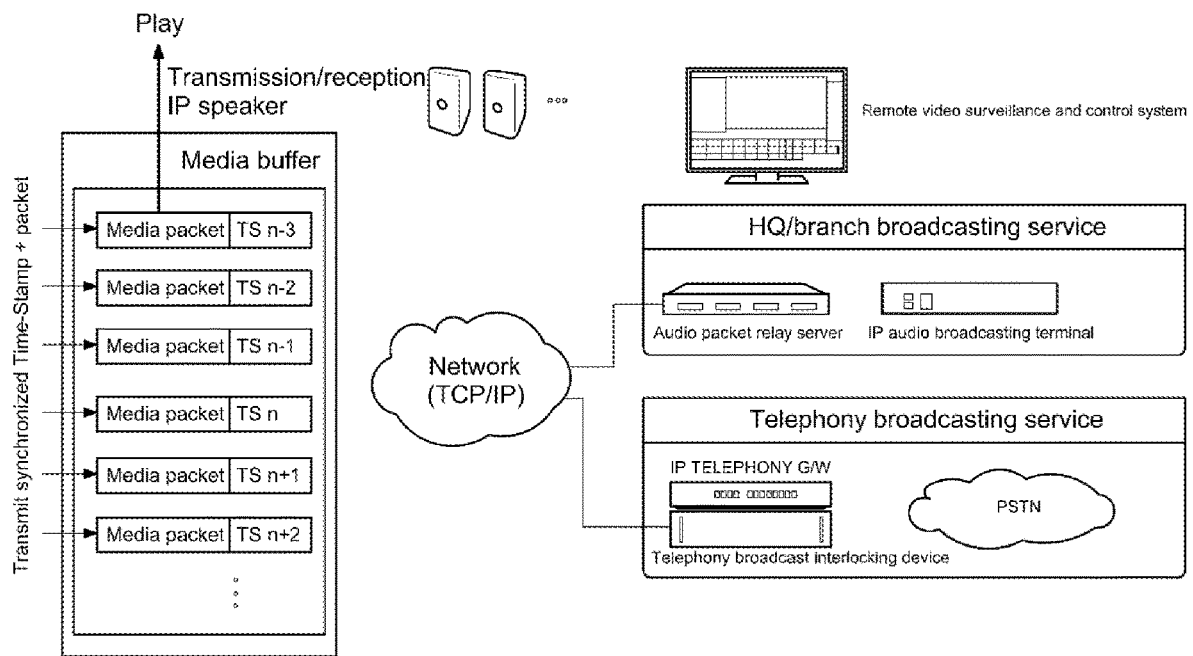 Play
Transmission/reception
IP speaker
Media buffer
Transmit synchronized Time-Stamp + packet
Media packet TS n-3
Media packet TS n-2
Media packet TS n-1
Media packet TS n
Media packet TS n+1
Media packet TS n+2
Network
(TCP/IP)
Remote video surveillance and control system
HQ/branch broadcasting service
Audio packet relay server
IP audio broadcasting terminal
Telephony broadcasting service
IP TELEPHONY G/W
PSTN
Telephony broadcast interlocking device